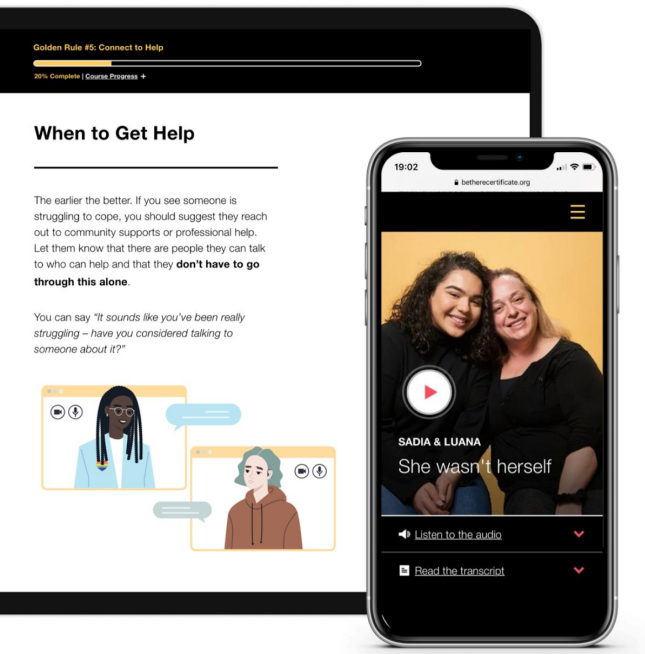 Golden Rule #5: Connect to Help
20% Complete | Course Progress +
When to Get Help
The earlier the better. If you see someone is
struggling to cope, you should suggest they reach
out to community supports or professional help.
Let them know that there are people they can talk
to who can help and that they don't have to go
through this alone.
You can say "It sounds like you've been really
struggling – have you considered talking to
someone about it?"
19:02
betherecertificate.org
SADIA & LUANA
She wasn't herself
Listen to the audio
Read the transcript